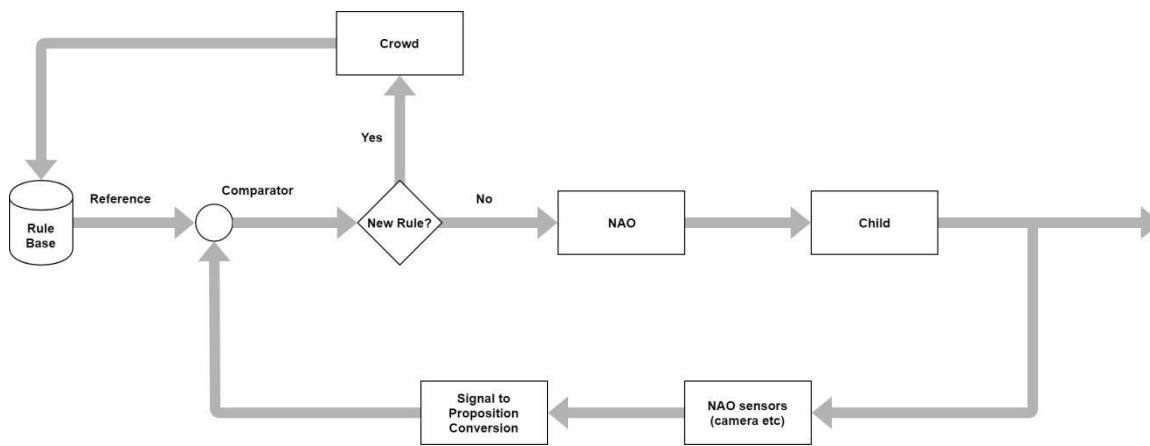 Crowd
Yes
Reference
Comparator
No
Rule
Base
New Rule?
NAO
Child
Signal to
Proposition
Conversion
NAO sensors
(camera etc)